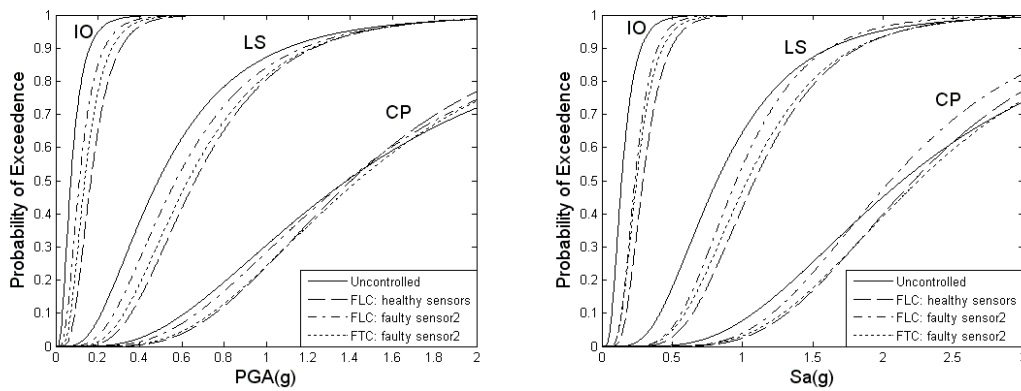 1
0.9
0.8
0.7
0.6
0.5
0.4
0.3
0.2
0.1
0
Probability of Exceedence
IO
LS
CP
Uncontrolled
FLC: healthy sensors
FLC: faulty sensor2
FTC: faulty sensor2
0 0.2 0.4 0.6 0.8 1 1.2 1.4 1.6 1.8 2
PGA(g)
1
0.9
0.8
0.7
0.6
0.5
0.4
0.3
0.2
0.1
0
Probability of Exceedence
IO
LS
CP
Uncontrolled
FLC: healthy sensors
FLC: faulty sensor2
FTC: faulty sensor2
0 0.5 1 1.5 2 2.5 3
Sa(g)